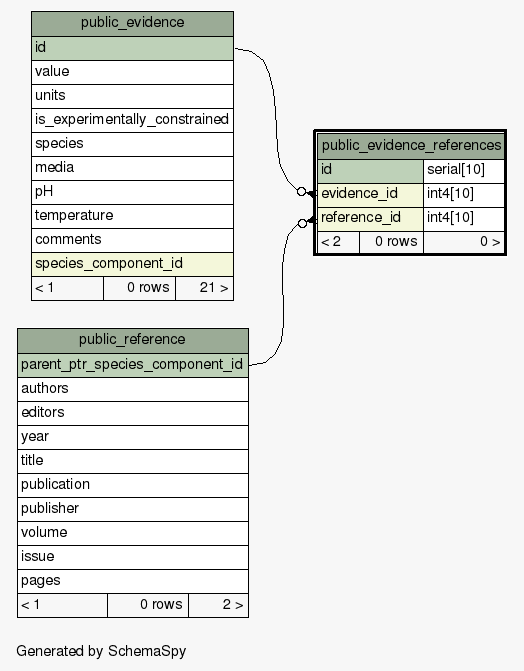 public_evidence
id
value
units
is_experimentally_constrained
species
media
pH
temperature
comments
species_component_id
< 1 0 rows 21 >
public_evidence_references
id serial[10]
evidence_id int4[10]
reference_id int4[10]
< 2 0 rows 0 >
public_reference
parent_ptr_species_component_id
authors
editors
year
title
publication
publisher
volume
issue
pages
< 1 0 rows 2 >
Generated by SchemaSpy